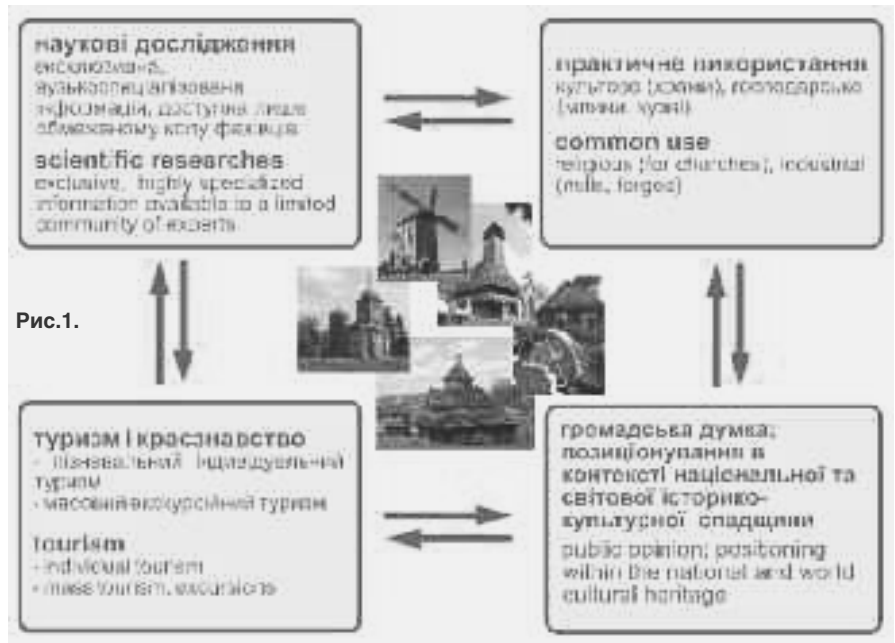 наукові дослідження
ексклюзивна,
вузькоспеціалізована
інформація, доступна лише
обмеженому колу фахівців
scientific researches
exclusive, highly specialized
information available to a limited
community of experts
практичне використання
культове (храми), господарське
(млини, кузні)
common use
religious (for churches), industrial
(mills, forges)
Рис.1.
туризм і краєзнавство
- пізнавальний індивідуальний
туризм
- масовий екскурсійний туризм
tourism
- individual tourism
- mass tourism, excursions
громадська думка;
позиціонування в
контексті національної та
світової історико-
культурної спадщини
public opinion; positioning
within the national and world
cultural heritage